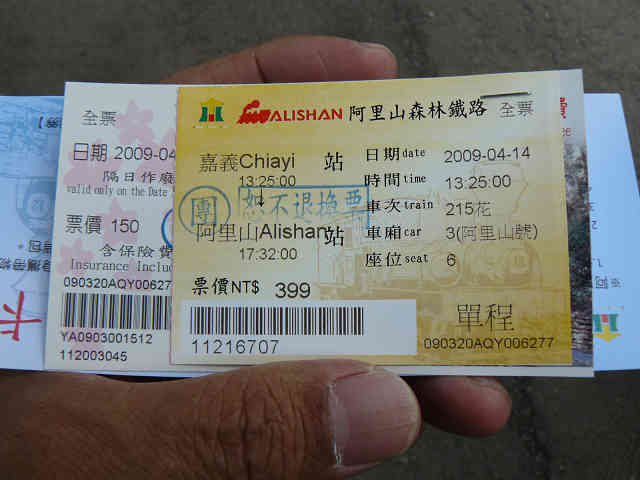 全票
日期 2009-04
隔日作廢
valid only on the Date
票價 150
含保險費
Insurance Inclu
090320AQY00627
YA0903001512
112003045
ALISHAN 阿里山森林鐵路 全票
嘉義Chiayi 站
13:25:00
↓
團 恕不退換票
阿里山Alishan站
17:32:00
票價NT$ 399
11216707
日期date 2009-04-14
時間time 13:25:00
車次train 215花
車廂car 3(阿里山號)
座位seat 6
單程
090320AQY006277